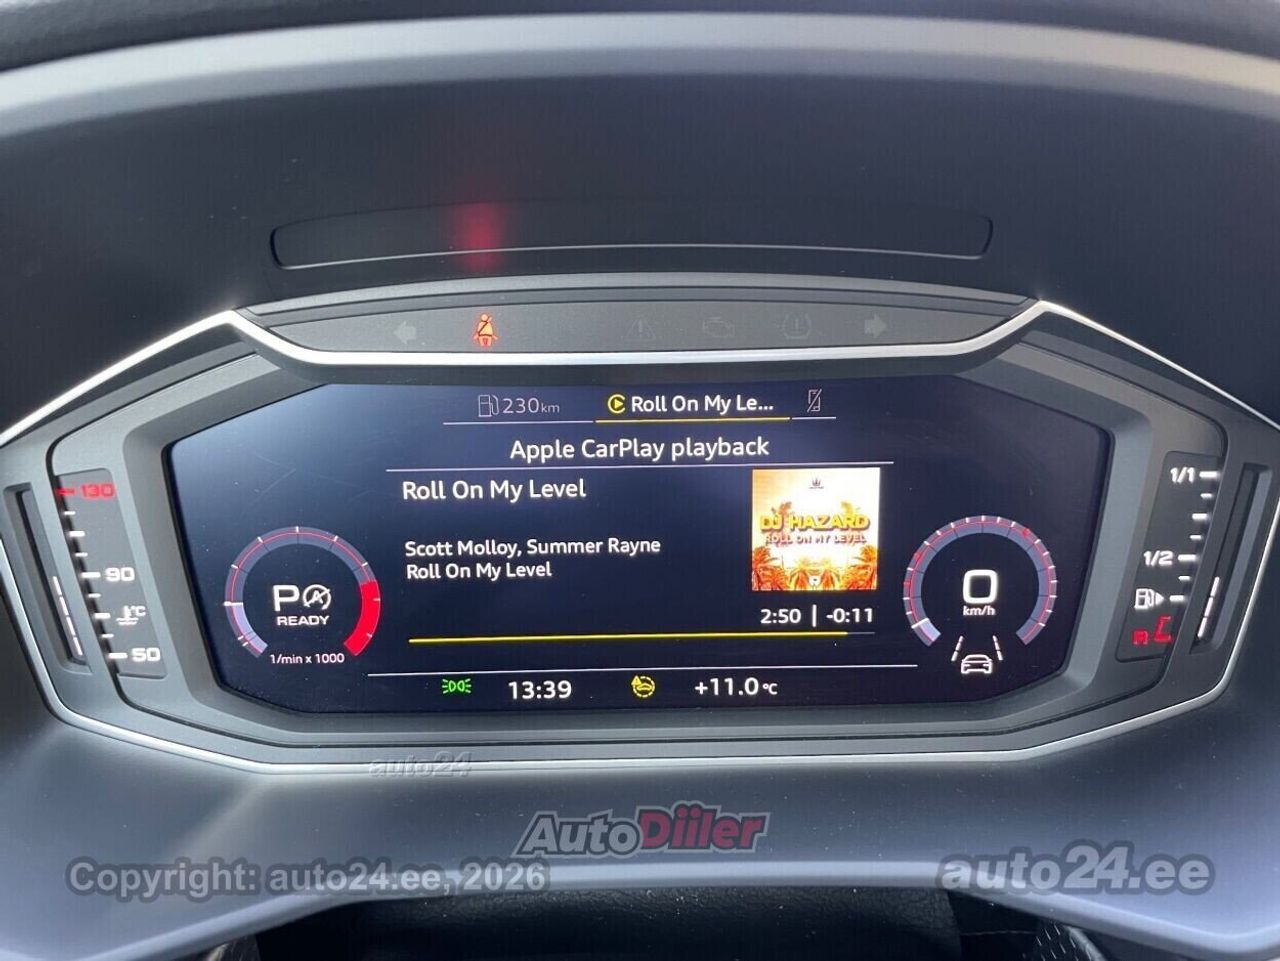 230km
Roll On My Le...
Apple CarPlay playback
Roll On My Level
Scott Molloy, Summer Rayne
Roll On My Level
DJ HAZARD
ROLL ON MY LEVEL
2:50 | -0:11
130
90
°C
50
P A
READY
1/min x 1000
0
km/h
1/1
1/2
13:39
+11.0°C
auto24
AutoDiiler
Copyright: auto24.ee, 2026
auto24.ee